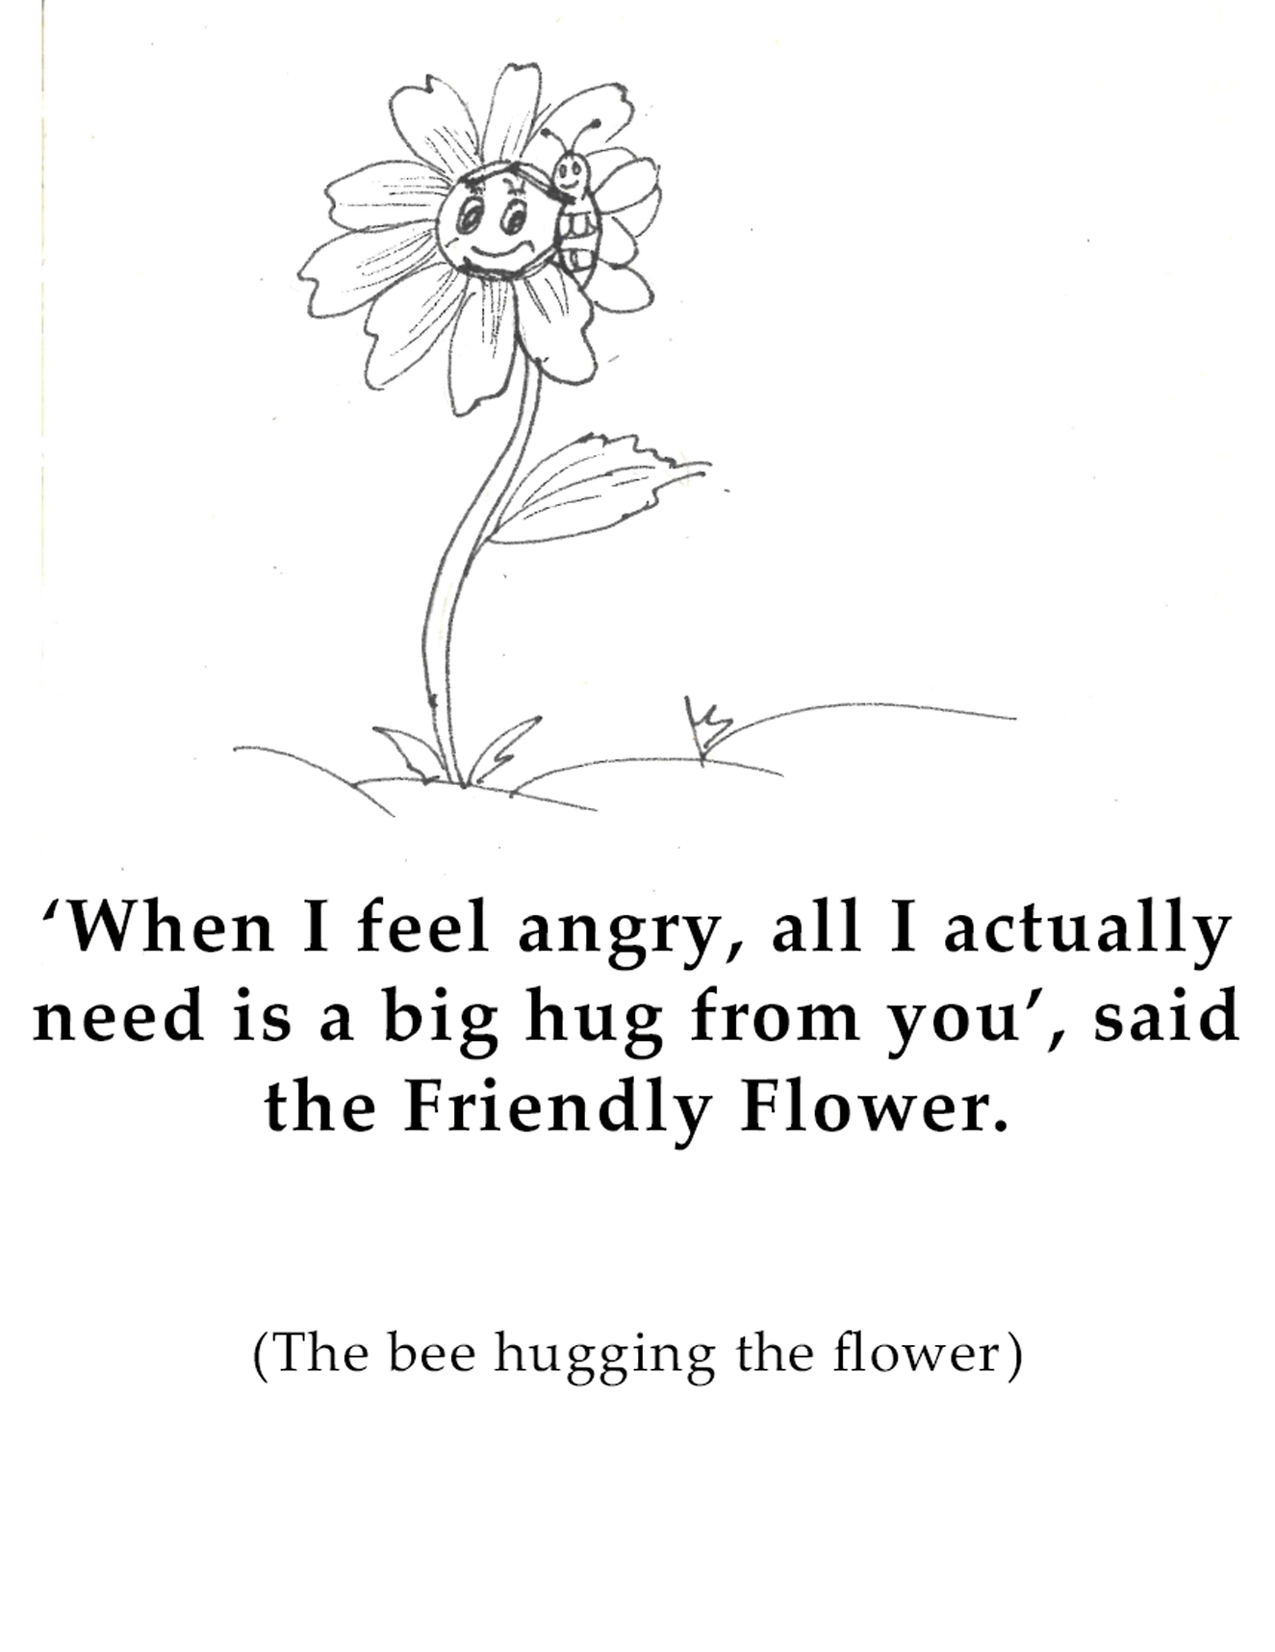 ‘When I feel angry, all I actually
need is a big hug from you’, said
the Friendly Flower.
(The bee hugging the flower)